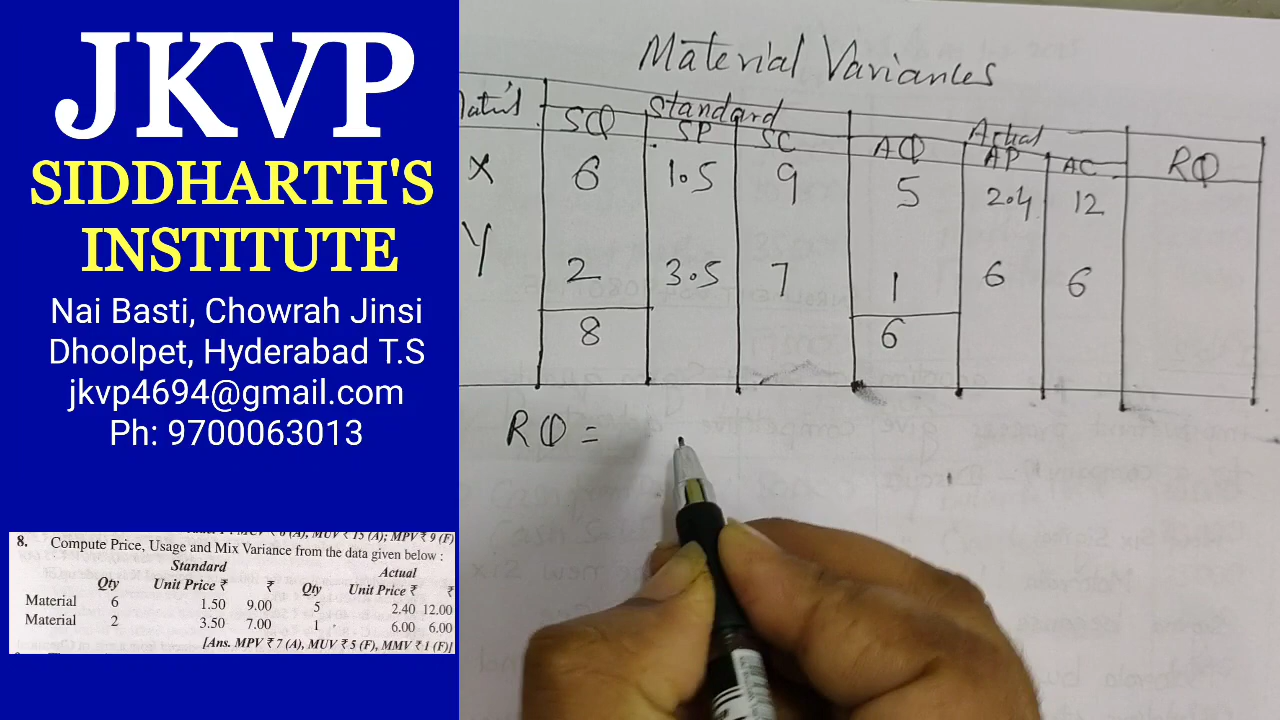 JKVP
SIDDHARTH'S
INSTITUTE
Nai Basti, Chowrah Jinsi
Dhoolpet, Hyderabad T.S
jkvp4694@gmail.com
Ph: 9700063013
MUV ₹ 15 (A); MPV ₹ 9 (F)
8. Compute Price, Usage and Mix Variance from the data given below :
Standard Actual
Qty Unit Price ₹ ₹ Qty Unit Price ₹ ₹
Material 6 1.50 9.00 5 2.40 12.00
Material 2 3.50 7.00 1 6.00 6.00
[Ans. MPV ₹ 7 (A), MUV ₹ 5 (F), MMV ₹ 1 (F)]
Material Variances
Standard Actual
SQ SP SC AQ AP AC RQ
X 6 1.5 9 5 2.4 12
Y 2 3.5 7 1 6 6
8 6
RQ =